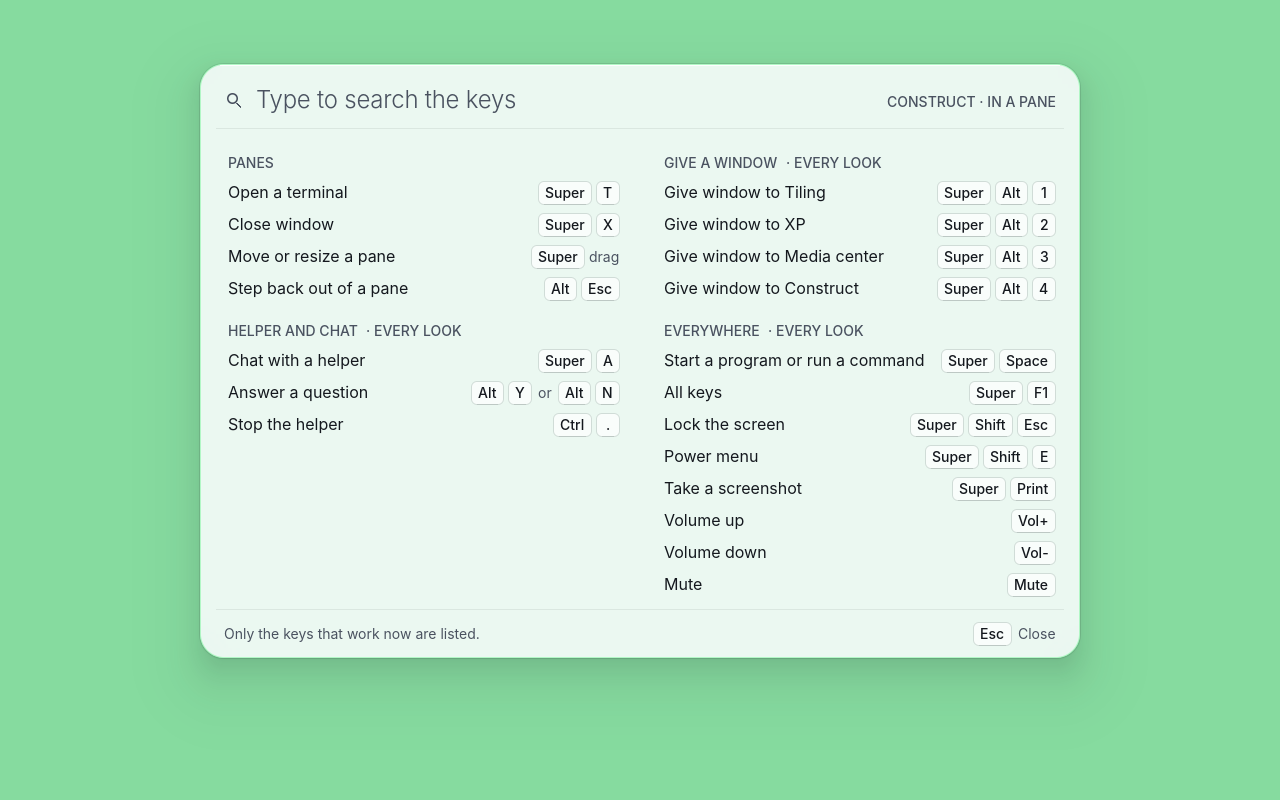 Type to search the keys
CONSTRUCT · IN A PANE
PANES
Open a terminal Super T
Close window Super X
Move or resize a pane Super drag
Step back out of a pane Alt Esc
HELPER AND CHAT · EVERY LOOK
Chat with a helper Super A
Answer a question Alt Y or Alt N
Stop the helper Ctrl .
GIVE A WINDOW · EVERY LOOK
Give window to Tiling Super Alt 1
Give window to XP Super Alt 2
Give window to Media center Super Alt 3
Give window to Construct Super Alt 4
EVERYWHERE · EVERY LOOK
Start a program or run a command Super Space
All keys Super F1
Lock the screen Super Shift Esc
Power menu Super Shift E
Take a screenshot Super Print
Volume up Vol+
Volume down Vol-
Mute Mute
Only the keys that work now are listed.
Esc Close